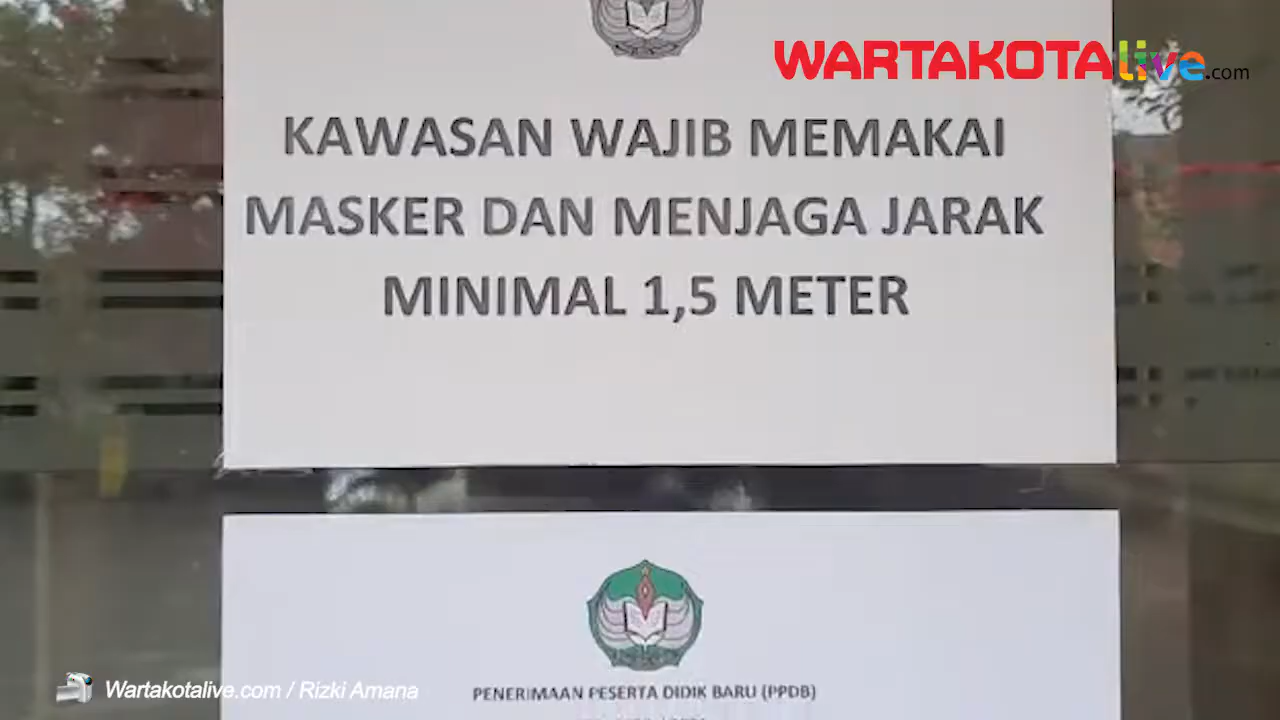 WARTAKOTAlive.com
KAWASAN WAJIB MEMAKAI
MASKER DAN MENJAGA JARAK
MINIMAL 1,5 METER
PENERIMAAN PESERTA DIDIK BARU (PPDB)
Wartakotalive.com / Rizki Amana